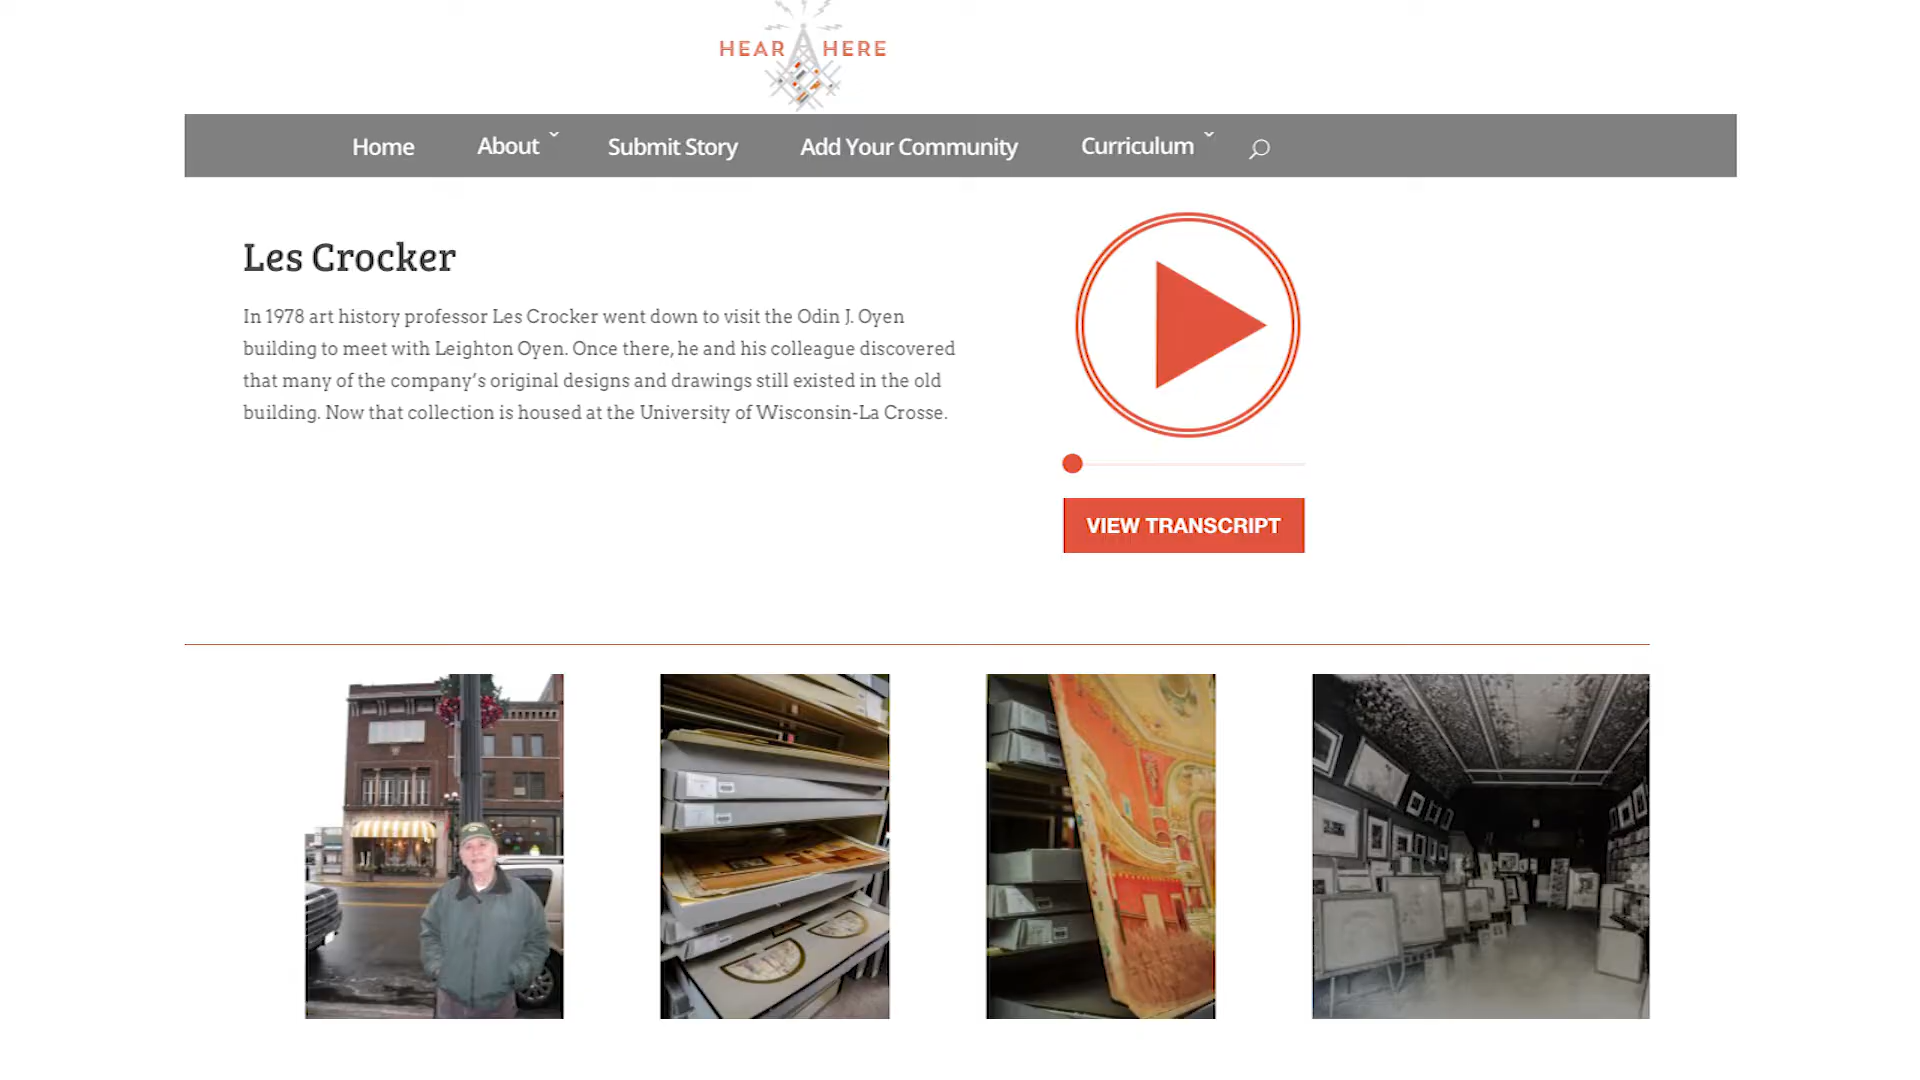 HEAR HERE
Home About Submit Story Add Your Community Curriculum
Les Crocker
In 1978 art history professor Les Crocker went down to visit the Odin J. Oyen
building to meet with Leighton Oyen. Once there, he and his colleague discovered
that many of the company’s original designs and drawings still existed in the old
building. Now that collection is housed at the University of Wisconsin-La Crosse.
VIEW TRANSCRIPT